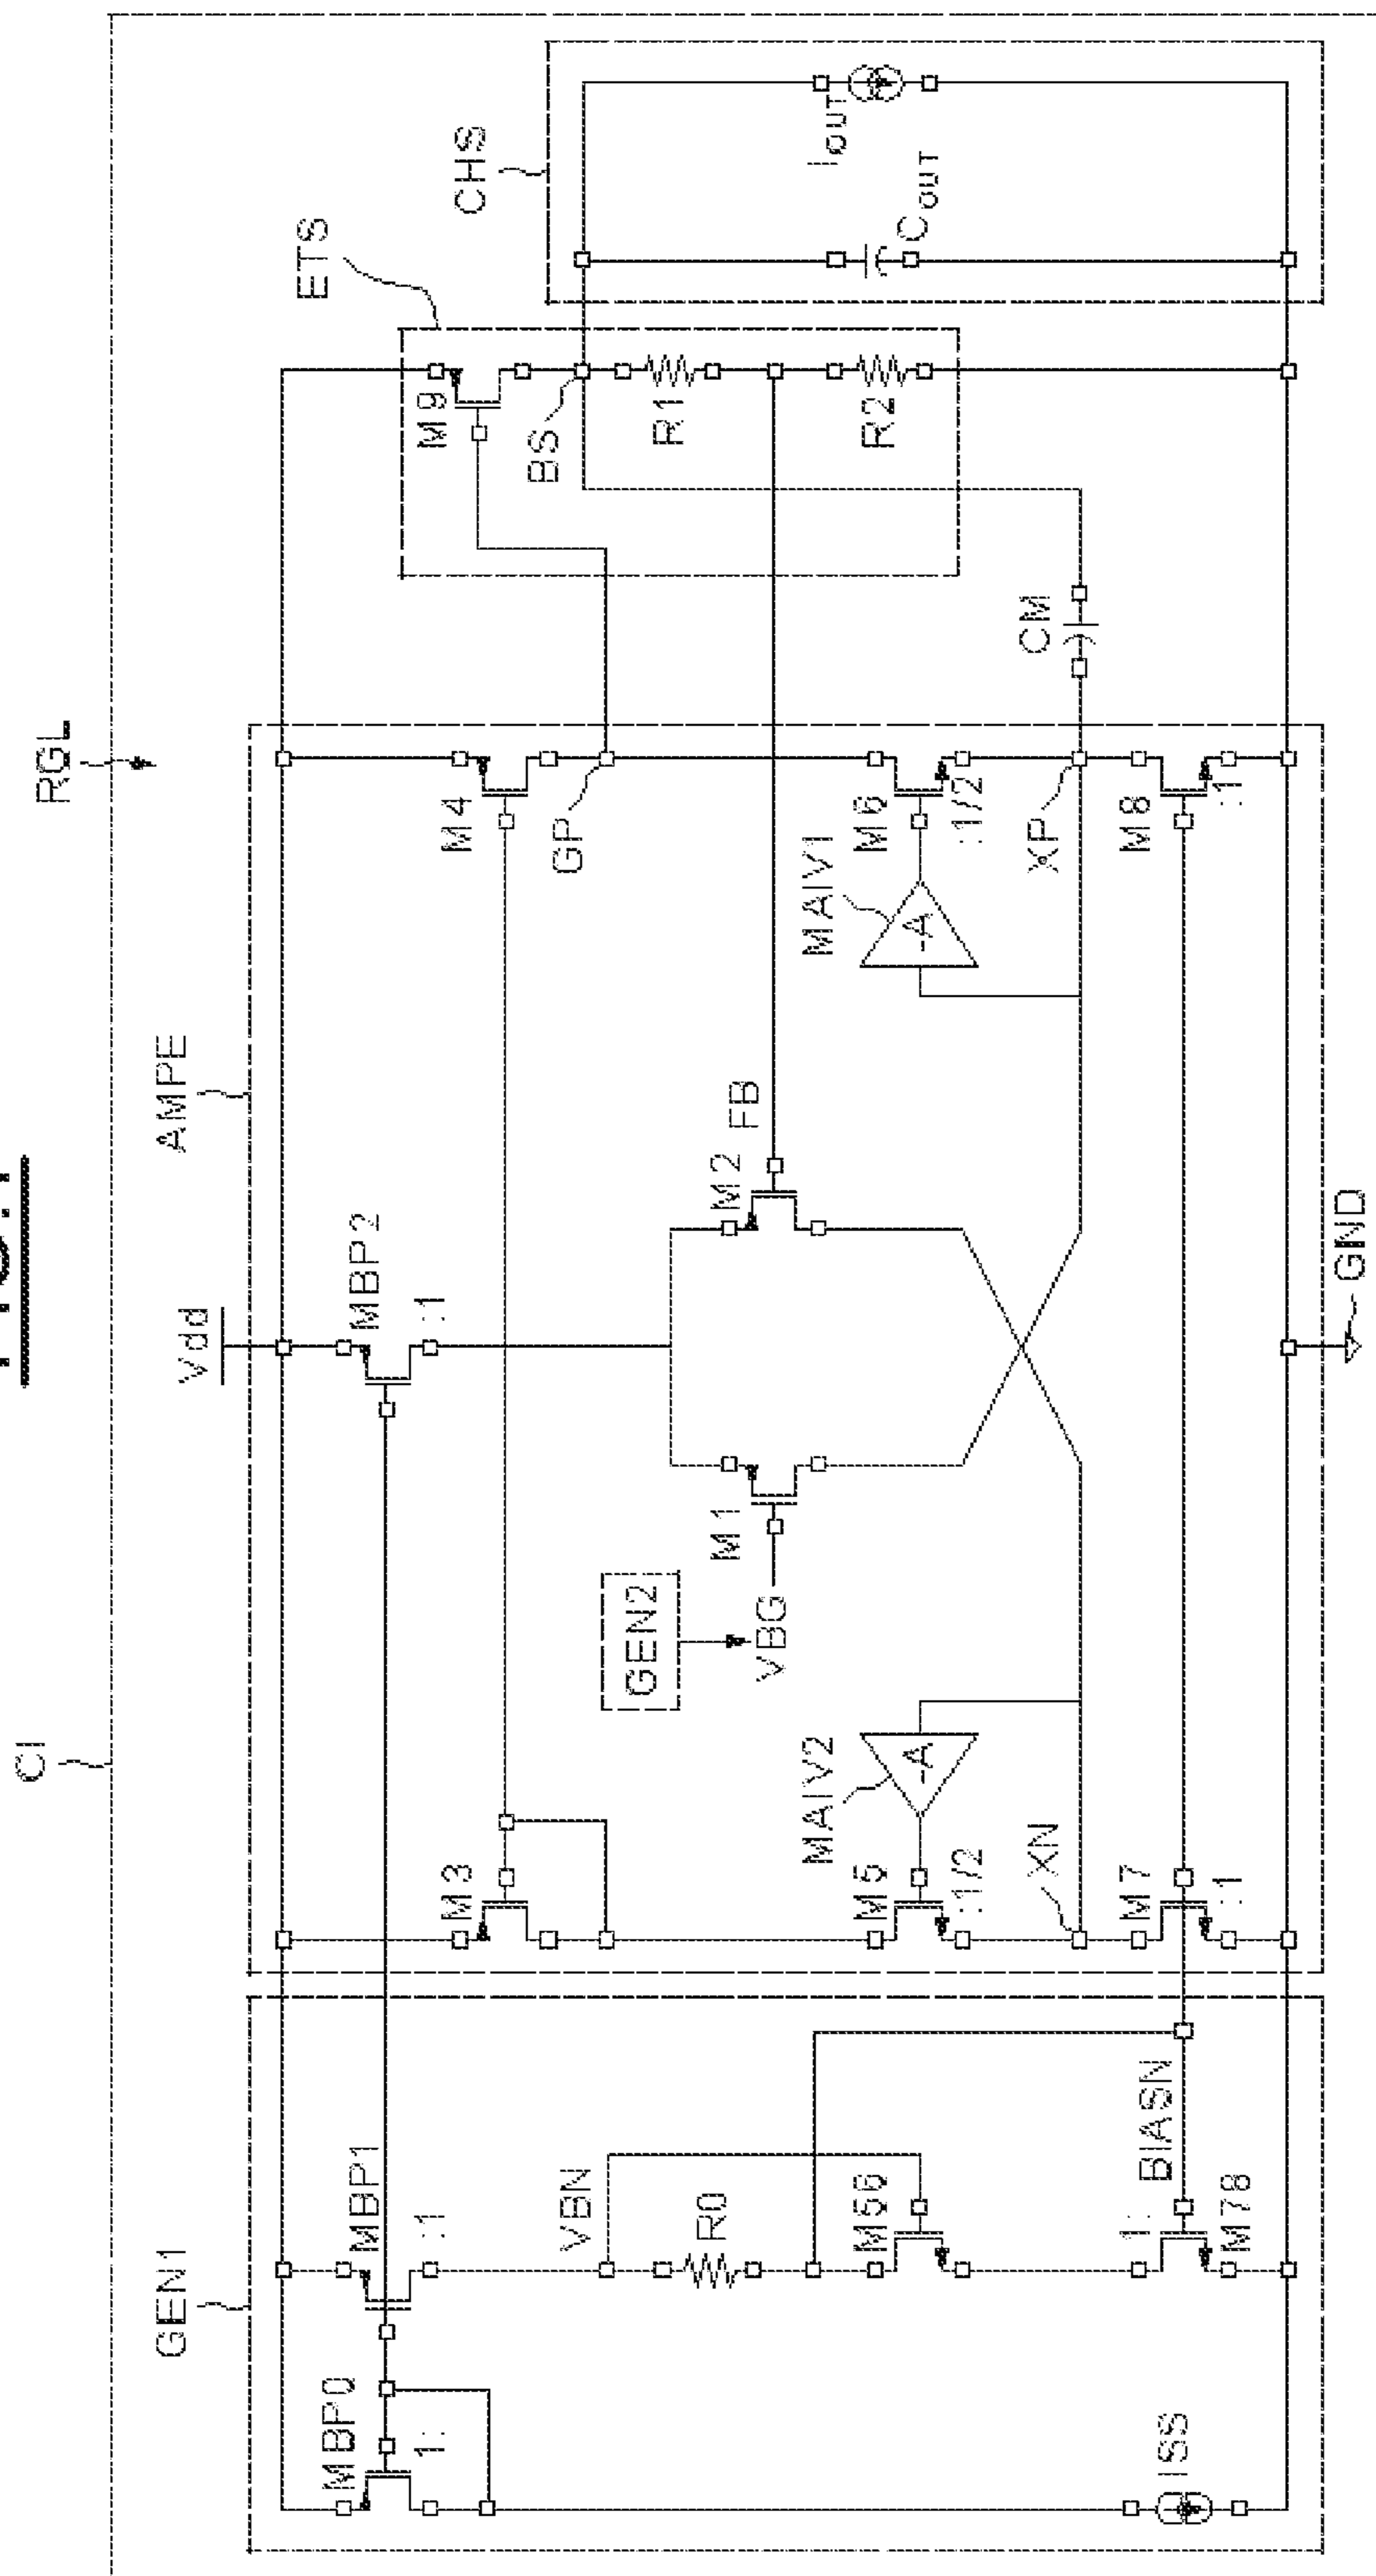 CI
RGL
GEN1
AMPE
Vdd
ETS
CHS
MBP0
1:
MBP1
:1
MBP2
:1
M3
M4
M9
VBN
R0
GEN2
VBG
M1
M2
FB
GP
BS
R1
R2
IOUT
COUT
M56
MAIV2
-A
M5
:1/2
MAIV1
-A
M6
:1/2
CM
XN
XP
BIASN
1:
M78
M7
:1
M8
:1
ISS
GND